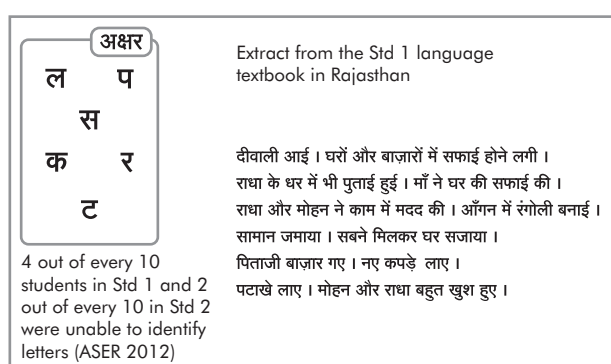 अक्षर
ल प
स
क र
ट
4 out of every 10
students in Std 1 and 2
out of every 10 in Std 2
were unable to identify
letters (ASER 2012)
Extract from the Std 1 language
textbook in Rajasthan
दीवाली आई । घरों और बाज़ारों में सफाई होने लगी ।
राधा के धर में भी पुताई हुई । माँ ने घर की सफाई की ।
राधा और मोहन ने काम में मदद की । आँगन में रंगोली बनाई ।
सामान जमाया । सबने मिलकर घर सजाया ।
पिताजी बाज़ार गए । नए कपड़े लाए ।
पटाखे लाए । मोहन और राधा बहुत खुश हुए ।